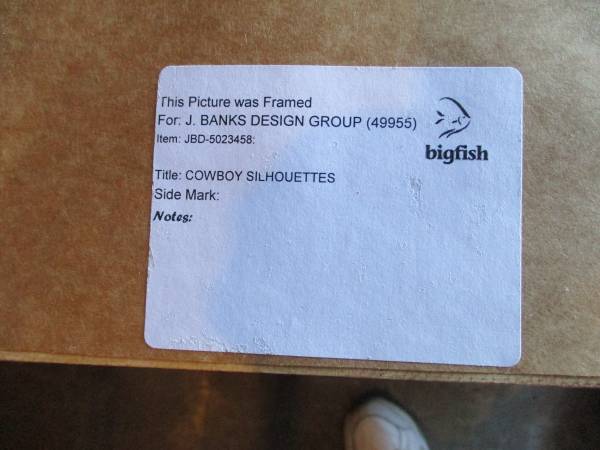 This Picture was Framed
For: J. BANKS DESIGN GROUP (49955)
Item: JBD-5023458:
bigfish
Title: COWBOY SILHOUETTES
Side Mark:
Notes: